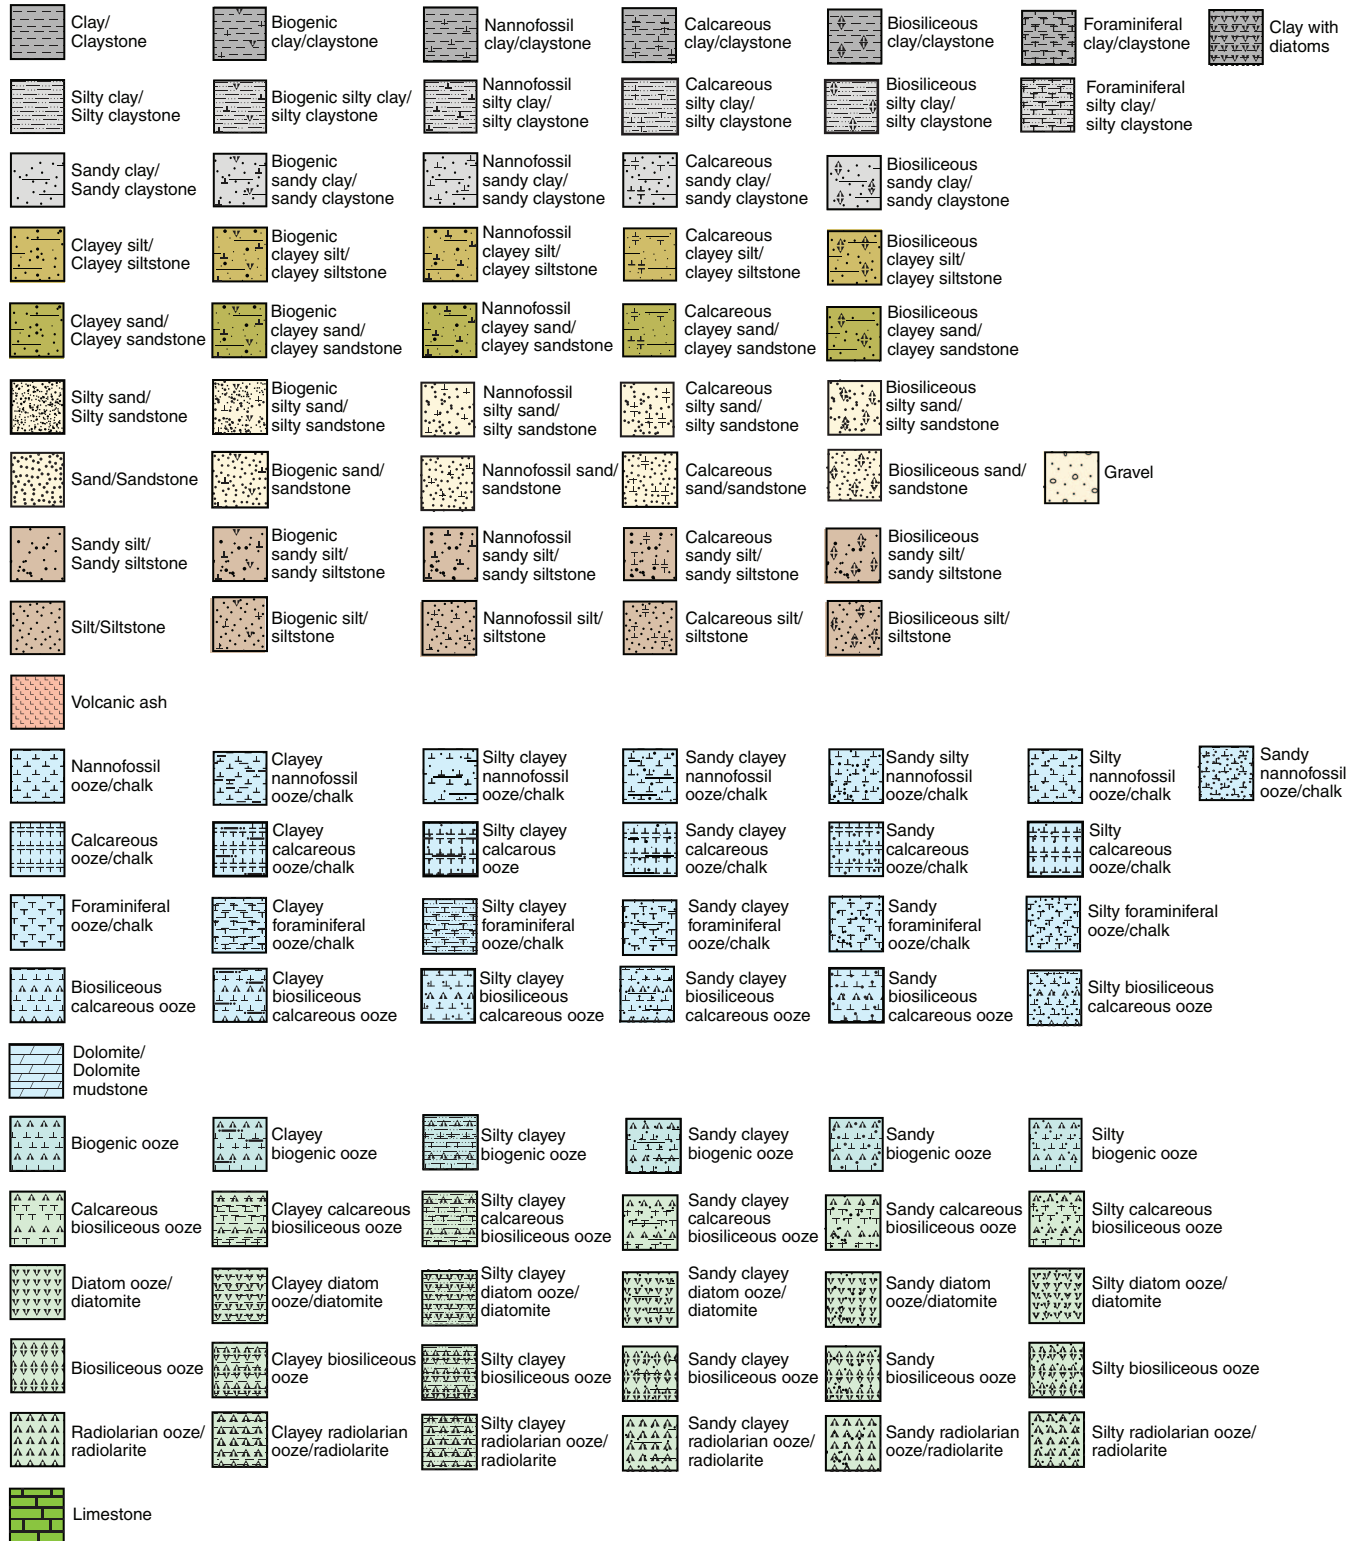 Clay/
Claystone
Biogenic
clay/claystone
Nannofossil
clay/claystone
Calcareous
clay/claystone
Biosiliceous
clay/claystone
Foraminiferal
clay/claystone
Clay with
diatoms
Silty clay/
Silty claystone
Biogenic silty clay/
silty claystone
Nannofossil
silty clay/
silty claystone
Calcareous
silty clay/
silty claystone
Biosiliceous
silty clay/
silty claystone
Foraminiferal
silty clay/
silty claystone
Sandy clay/
Sandy claystone
Biogenic
sandy clay/
sandy claystone
Nannofossil
sandy clay/
sandy claystone
Calcareous
sandy clay/
sandy claystone
Biosiliceous
sandy clay/
sandy claystone
Clayey silt/
Clayey siltstone
Biogenic
clayey silt/
clayey siltstone
Nannofossil
clayey silt/
clayey siltstone
Calcareous
clayey silt/
clayey siltstone
Biosiliceous
clayey silt/
clayey siltstone
Clayey sand/
Clayey sandstone
Biogenic
clayey sand/
clayey sandstone
Nannofossil
clayey sand/
clayey sandstone
Calcareous
clayey sand/
clayey sandstone
Biosiliceous
clayey sand/
clayey sandstone
Silty sand/
Silty sandstone
Biogenic
silty sand/
silty sandstone
Nannofossil
silty sand/
silty sandstone
Calcareous
silty sand/
silty sandstone
Biosiliceous
silty sand/
silty sandstone
Sand/Sandstone
Biogenic sand/
sandstone
Nannofossil sand/
sandstone
Calcareous
sand/sandstone
Biosiliceous sand/
sandstone
Gravel
Sandy silt/
Sandy siltstone
Biogenic
sandy silt/
sandy siltstone
Nannofossil
sandy silt/
sandy siltstone
Calcareous
sandy silt/
sandy siltstone
Biosiliceous
sandy silt/
sandy siltstone
Silt/Siltstone
Biogenic silt/
siltstone
Nannofossil silt/
siltstone
Calcareous silt/
siltstone
Biosiliceous silt/
siltstone
Volcanic ash
Nannofossil
ooze/chalk
Clayey
nannofossil
ooze/chalk
Silty clayey
nannofossil
ooze/chalk
Sandy clayey
nannofossil
ooze/chalk
Sandy silty
nannofossil
ooze/chalk
Silty
nannofossil
ooze/chalk
Sandy
nannofossil
ooze/chalk
Calcareous
ooze/chalk
Clayey
calcareous
ooze/chalk
Silty clayey
calcarous
ooze
Sandy clayey
calcareous
ooze/chalk
Sandy
calcareous
ooze/chalk
Silty
calcareous
ooze/chalk
Foraminiferal
ooze/chalk
Clayey
foraminiferal
ooze/chalk
Silty clayey
foraminiferal
ooze/chalk
Sandy clayey
foraminiferal
ooze/chalk
Sandy
foraminiferal
ooze/chalk
Silty foraminiferal
ooze/chalk
Biosiliceous
calcareous ooze
Clayey
biosiliceous
calcareous ooze
Silty clayey
biosiliceous
calcareous ooze
Sandy clayey
biosiliceous
calcareous ooze
Sandy
biosiliceous
calcareous ooze
Silty biosiliceous
calcareous ooze
Dolomite/
Dolomite
mudstone
Biogenic ooze
Clayey
biogenic ooze
Silty clayey
biogenic ooze
Sandy clayey
biogenic ooze
Sandy
biogenic ooze
Silty
biogenic ooze
Calcareous
biosiliceous ooze
Clayey calcareous
biosiliceous ooze
Silty clayey
calcareous
biosiliceous ooze
Sandy clayey
calcareous
biosiliceous ooze
Sandy calcareous
biosiliceous ooze
Silty calcareous
biosiliceous ooze
Diatom ooze/
diatomite
Clayey diatom
ooze/diatomite
Silty clayey
diatom ooze/
diatomite
Sandy clayey
diatom ooze/
diatomite
Sandy diatom
ooze/diatomite
Silty diatom ooze/
diatomite
Biosiliceous ooze
Clayey biosiliceous
ooze
Silty clayey
biosiliceous ooze
Sandy clayey
biosiliceous ooze
Sandy
biosiliceous ooze
Silty biosiliceous ooze
Radiolarian ooze/
radiolarite
Clayey radiolarian
ooze/radiolarite
Silty clayey
radiolarian ooze/
radiolarite
Sandy clayey
radiolarian ooze/
radiolarite
Sandy radiolarian
ooze/radiolarite
Silty radiolarian ooze/
radiolarite
Limestone